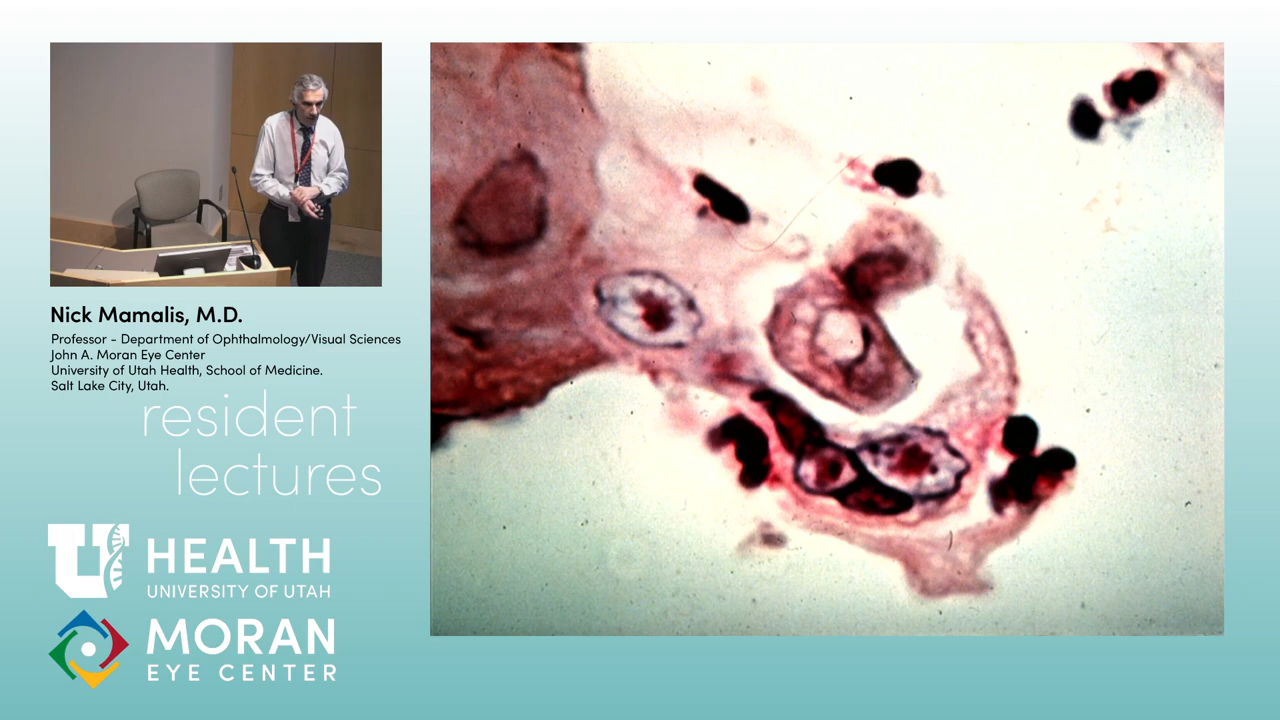 Nick Mamalis, M.D.
Professor - Department of Ophthalmology/Visual Sciences
John A. Moran Eye Center
University of Utah Health, School of Medicine.
Salt Lake City, Utah.
resident
lectures
U HEALTH
UNIVERSITY OF UTAH
MORAN
EYE CENTER